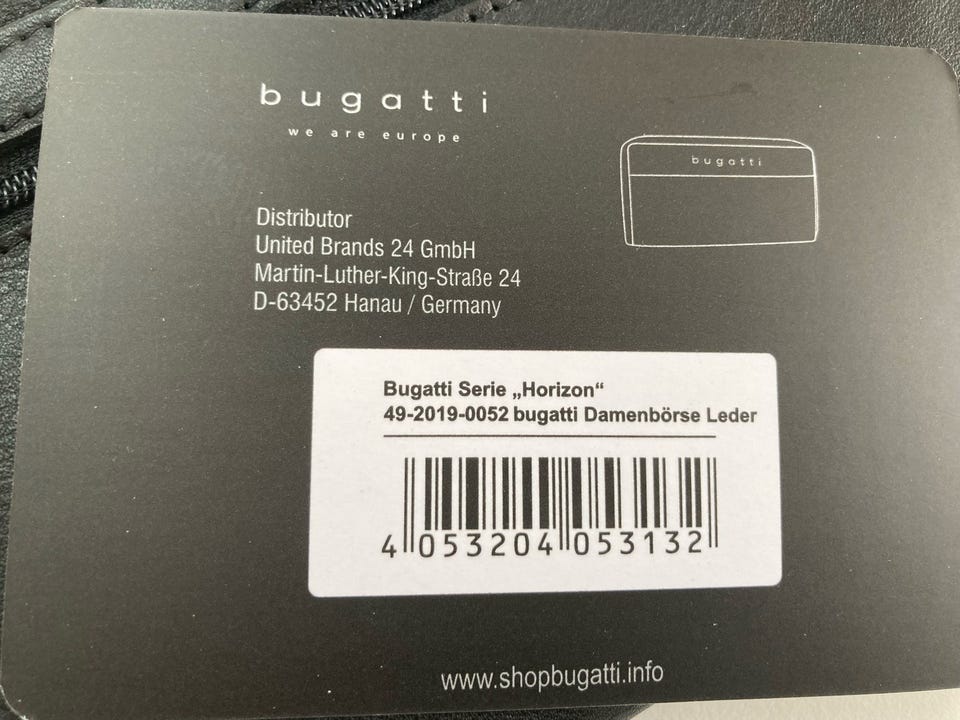 bugatti
we are europe
bugatti
Distributor
United Brands 24 GmbH
Martin-Luther-King-Straße 24
D-63452 Hanau / Germany
Bugatti Serie „Horizon“
49-2019-0052 bugatti Damenbörse Leder
4 053204 053132
www.shopbugatti.info